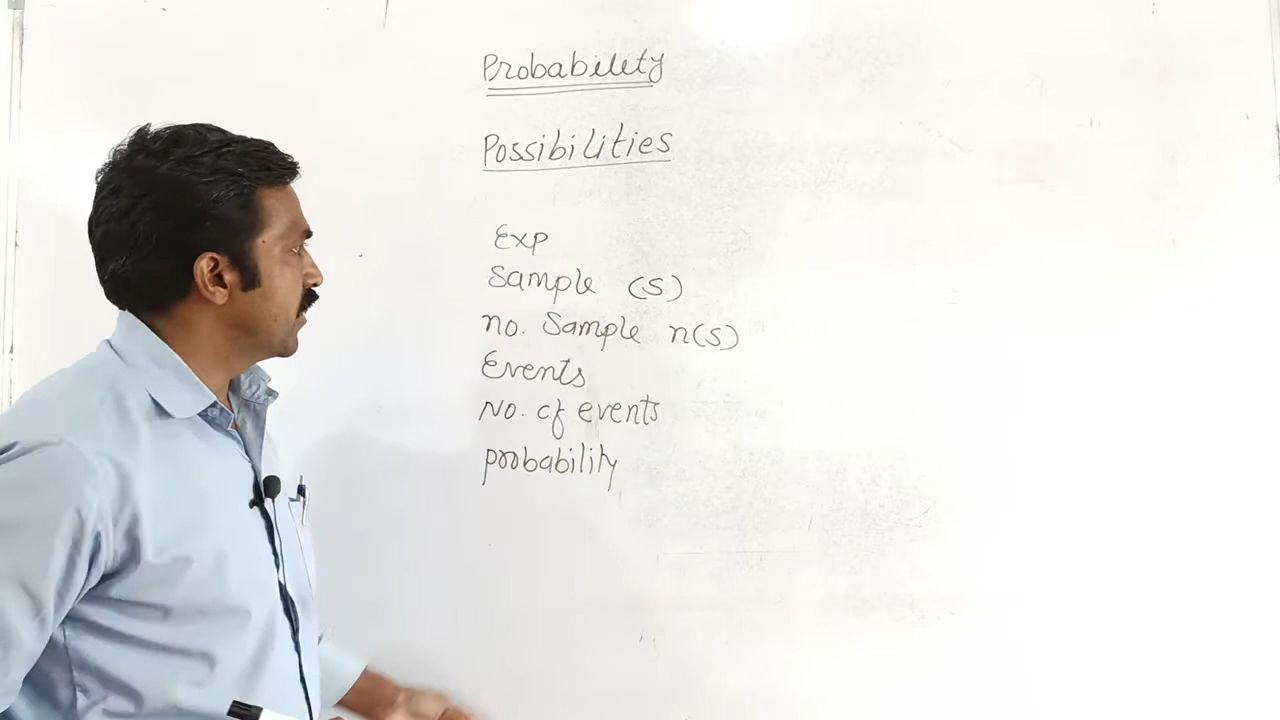 Probability
Possibilities
Exp
Sample (S)
no. Sample n(s)
Events
No. of events
probability